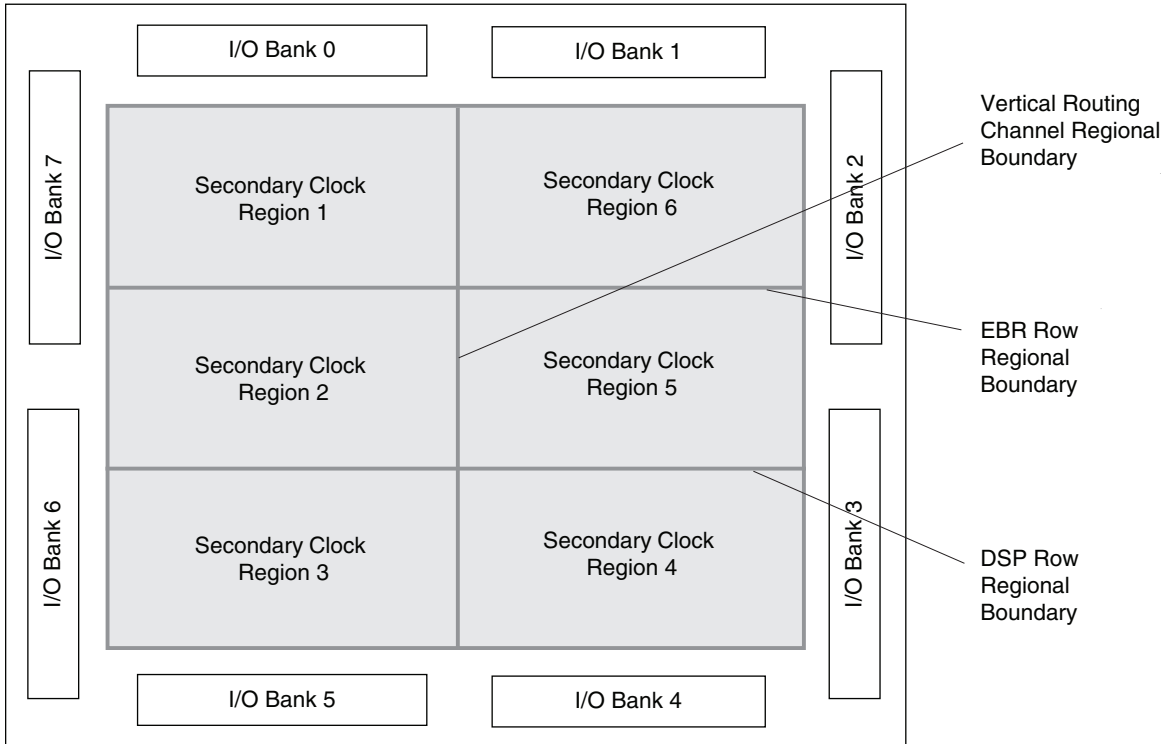 I/O Bank 0
I/O Bank 1
Vertical Routing
Channel Regional
Boundary
I/O Bank 7
Secondary Clock
Region 1
Secondary Clock
Region 6
I/O Bank 2
Secondary Clock
Region 2
Secondary Clock
Region 5
EBR Row
Regional
Boundary
I/O Bank 6
Secondary Clock
Region 3
Secondary Clock
Region 4
I/O Bank 3
DSP Row
Regional
Boundary
I/O Bank 5
I/O Bank 4